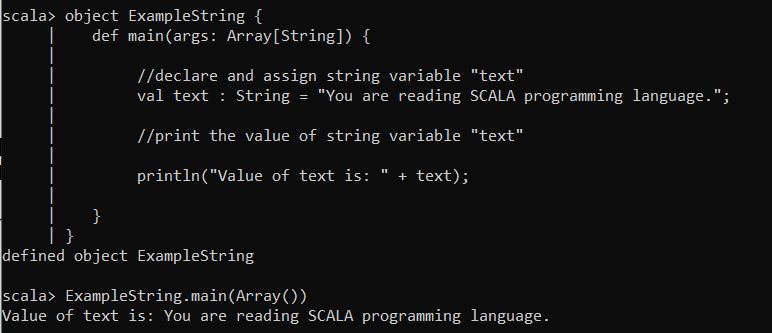 scala> object ExampleString {
     |    def main(args: Array[String]) {
     |
     |        //declare and assign string variable "text"
     |        val text : String = "You are reading SCALA programming language.";
     |
     |        //print the value of string variable "text"
     |
     |        println("Value of text is: " + text);
     |
     |    }
     | }
defined object ExampleString

scala> ExampleString.main(Array())
Value of text is: You are reading SCALA programming language.